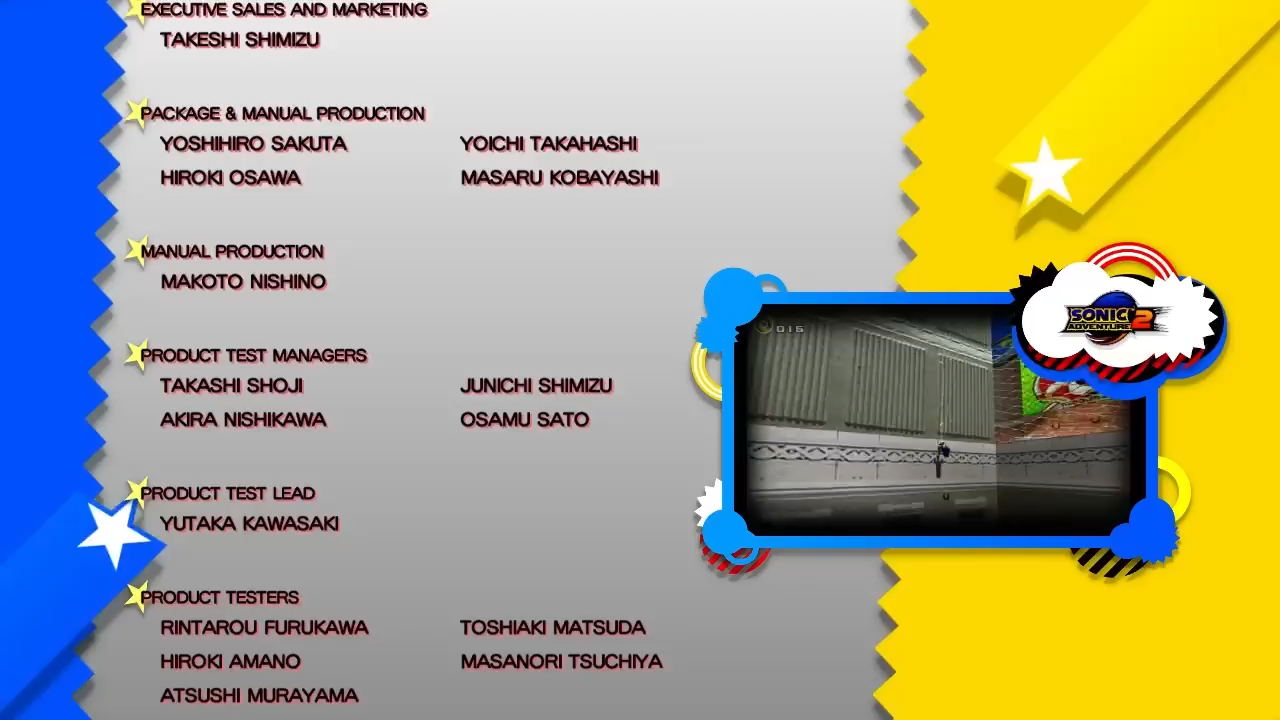 EXECUTIVE SALES AND MARKETING
TAKESHI SHIMIZU
PACKAGE & MANUAL PRODUCTION
YOSHIHIRO SAKUTA YOICHI TAKAHASHI
HIROKI OSAWA MASARU KOBAYASHI
MANUAL PRODUCTION
MAKOTO NISHINO
PRODUCT TEST MANAGERS
TAKASHI SHOJI JUNICHI SHIMIZU
AKIRA NISHIKAWA OSAMU SATO
PRODUCT TEST LEAD
YUTAKA KAWASAKI
PRODUCT TESTERS
RINTAROU FURUKAWA TOSHIAKI MATSUDA
HIROKI AMANO MASANORI TSUCHIYA
ATSUSHI MURAYAMA
SONIC
ADVENTURE 2
015